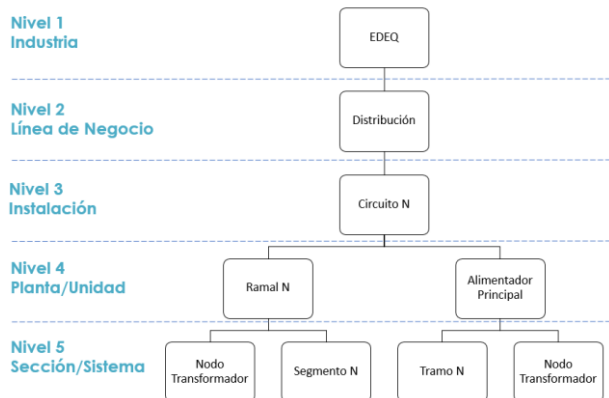 Nivel 1
Industria
EDEQ
Nivel 2
Línea de Negocio
Distribución
Nivel 3
Instalación
Circuito N
Nivel 4
Planta/Unidad
Ramal N
Alimentador
Principal
Nivel 5
Sección/Sistema
Nodo
Transformador
Segmento N
Tramo N
Nodo
Transformador